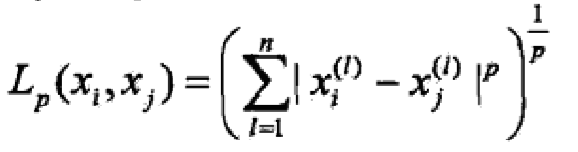 $L_p(x_i, x_j) = \left( \sum_{l=1}^{n} | x_i^{(l)} - x_j^{(l)} |^p \right)^{\frac{1}{p}}$